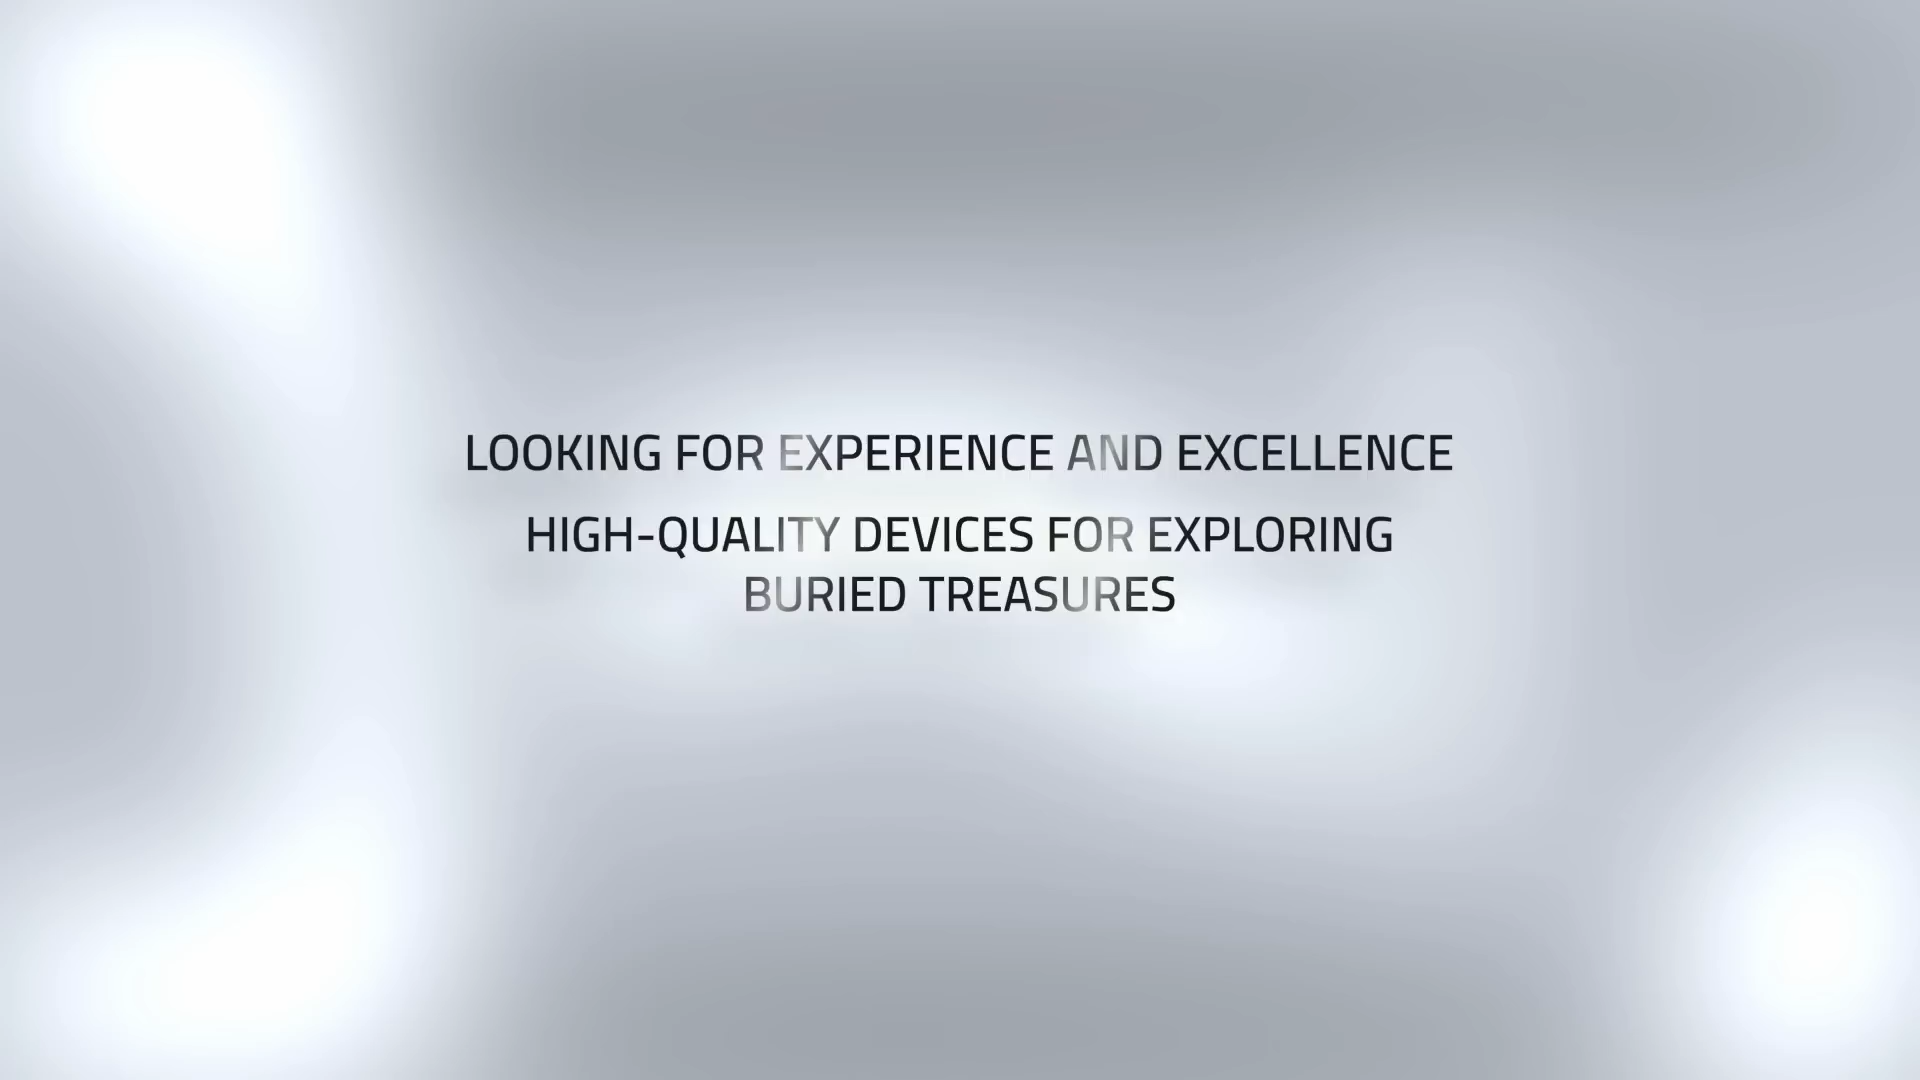 LOOKING FOR EXPERIENCE AND EXCELLENCE
HIGH-QUALITY DEVICES FOR EXPLORING
BURIED TREASURES